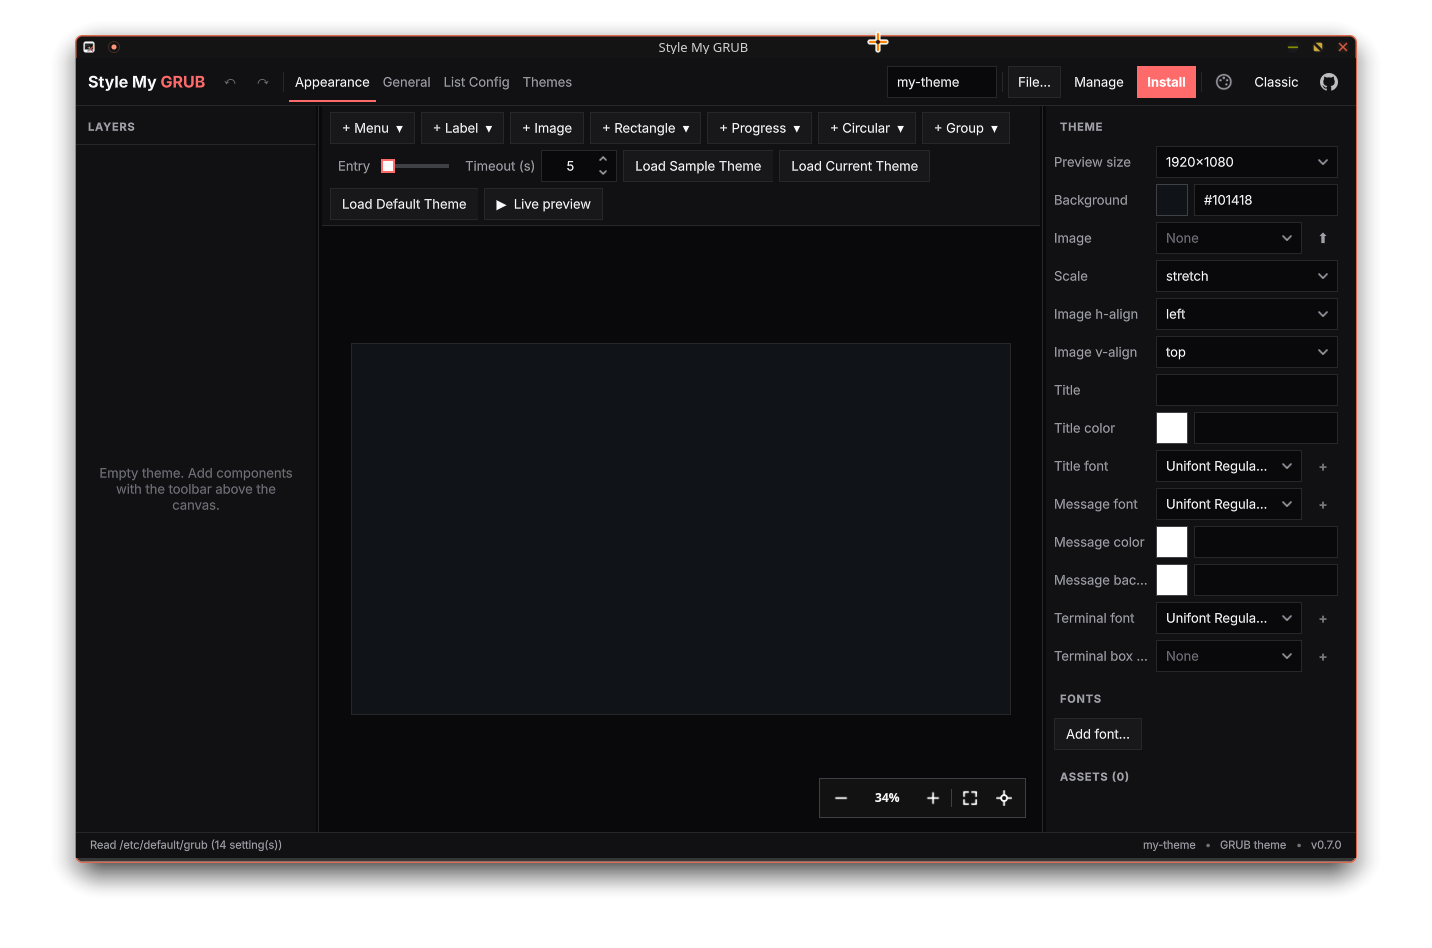 Style My GRUB
Style My GRUB
Appearance
General
List Config
Themes
my-theme
File...
Manage
Install
Classic
LAYERS
Empty theme. Add components
with the toolbar above the
canvas.
+ Menu ▾
+ Label ▾
+ Image
+ Rectangle ▾
+ Progress ▾
+ Circular ▾
+ Group ▾
Entry
Timeout (s)
5
Load Sample Theme
Load Current Theme
Load Default Theme
▶ Live preview
34%
THEME
Preview size
1920×1080
Background
#101418
Image
None
Scale
stretch
Image h-align
left
Image v-align
top
Title
Title color
Title font
Unifont Regula...
Message font
Unifont Regula...
Message color
Message bac...
Terminal font
Unifont Regula...
Terminal box ...
None
FONTS
Add font...
ASSETS (0)
Read /etc/default/grub (14 setting(s))
my-theme • GRUB theme • v0.7.0